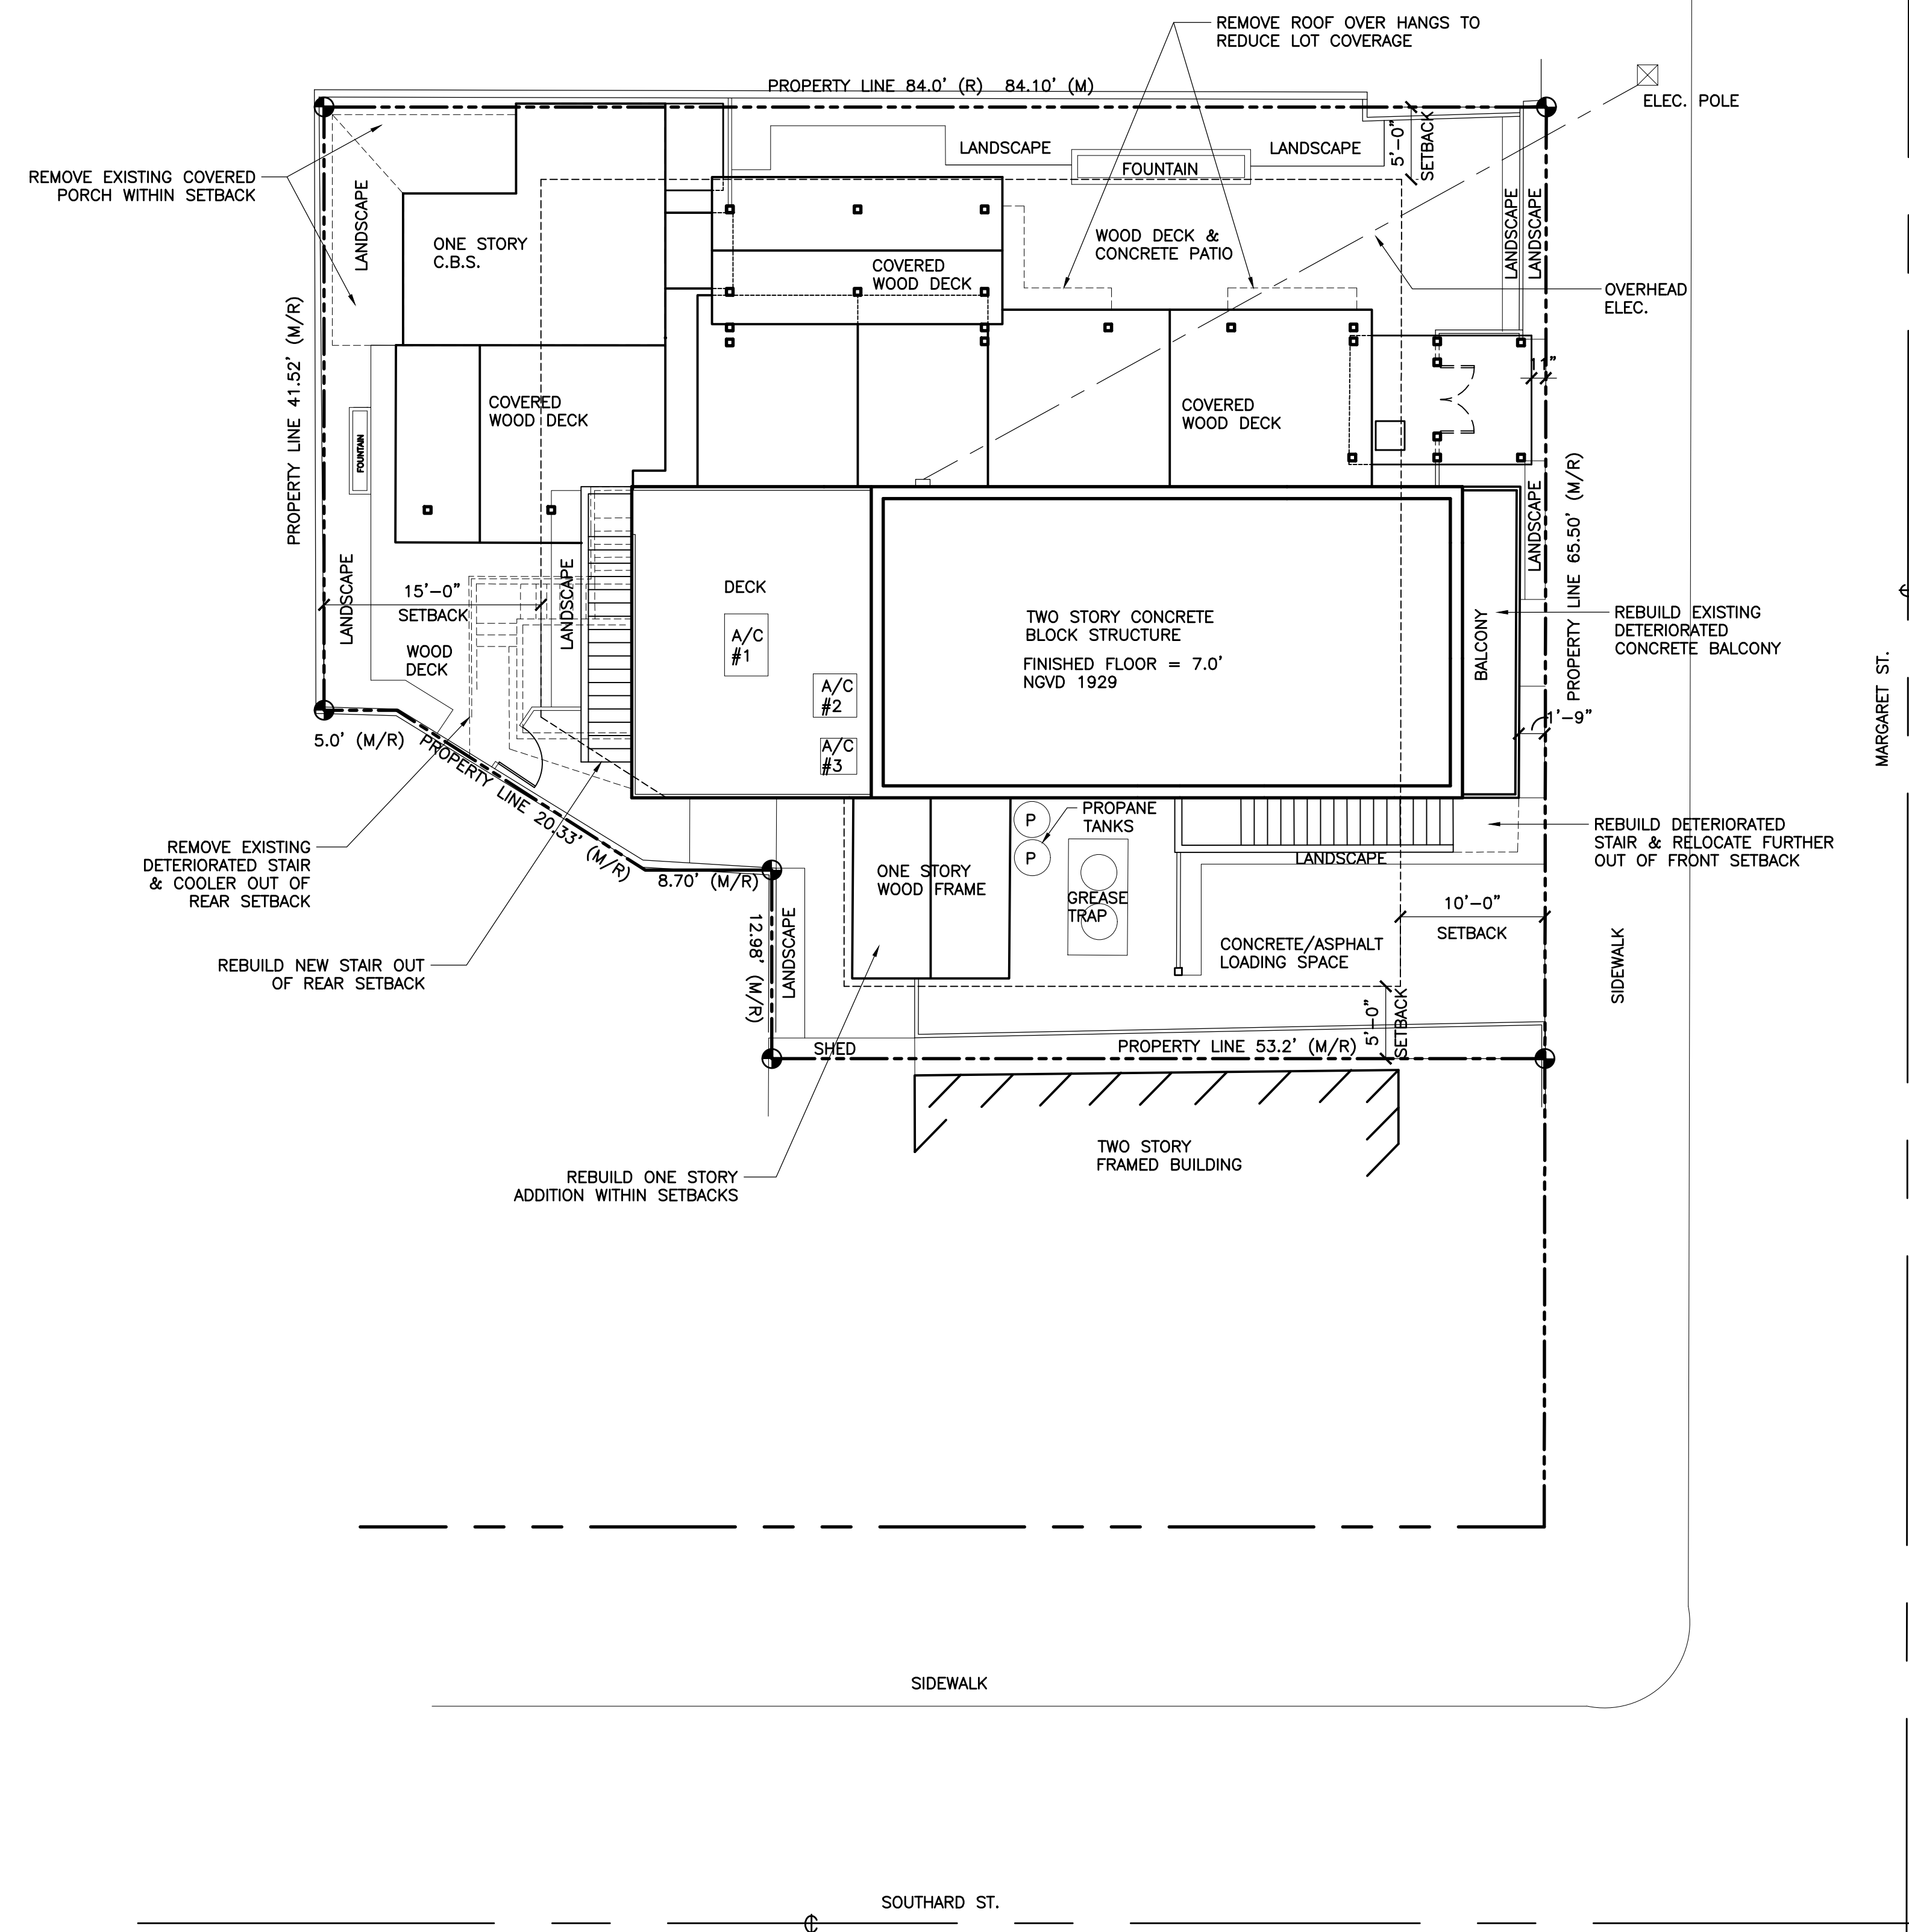 REMOVE ROOF OVER HANGS TO
REDUCE LOT COVERAGE
PROPERTY LINE 84.0' (R) 84.10' (M)
ELEC. POLE
5'-0"
SETBACK
LANDSCAPE
LANDSCAPE
FOUNTAIN
REMOVE EXISTING COVERED
PORCH WITHIN SETBACK
LANDSCAPE
LANDSCAPE
LANDSCAPE
ONE STORY
C.B.S.
WOOD DECK &
CONCRETE PATIO
COVERED
WOOD DECK
OVERHEAD
ELEC.
PROPERTY LINE 41.52' (M/R)
11"
COVERED
WOOD DECK
COVERED
WOOD DECK
FOUNTAIN
PROPERTY LINE 65.50' (M/R)
LANDSCAPE
LANDSCAPE
LANDSCAPE
15'-0"
SETBACK
DECK
A/C
#1
TWO STORY CONCRETE
BLOCK STRUCTURE
FINISHED FLOOR = 7.0'
NGVD 1929
BALCONY
REBUILD EXISTING
DETERIORATED
CONCRETE BALCONY
MARGARET ST.
WOOD
DECK
A/C
#2
A/C
#3
1'-9"
5.0' (M/R)
PROPERTY LINE 20.33' (M/R)
PROPANE
TANKS
P
P
REBUILD DETERIORATED
STAIR & RELOCATE FURTHER
OUT OF FRONT SETBACK
REMOVE EXISTING
DETERIORATED STAIR
& COOLER OUT OF
REAR SETBACK
8.70' (M/R)
ONE STORY
WOOD FRAME
LANDSCAPE
GREASE
TRAP
10'-0"
SETBACK
12.98' (M/R)
LANDSCAPE
CONCRETE/ASPHALT
LOADING SPACE
SIDEWALK
REBUILD NEW STAIR OUT
OF REAR SETBACK
5'-0"
SETBACK
SHED
PROPERTY LINE 53.2' (M/R)
TWO STORY
FRAMED BUILDING
REBUILD ONE STORY
ADDITION WITHIN SETBACKS
SIDEWALK
SOUTHARD ST.